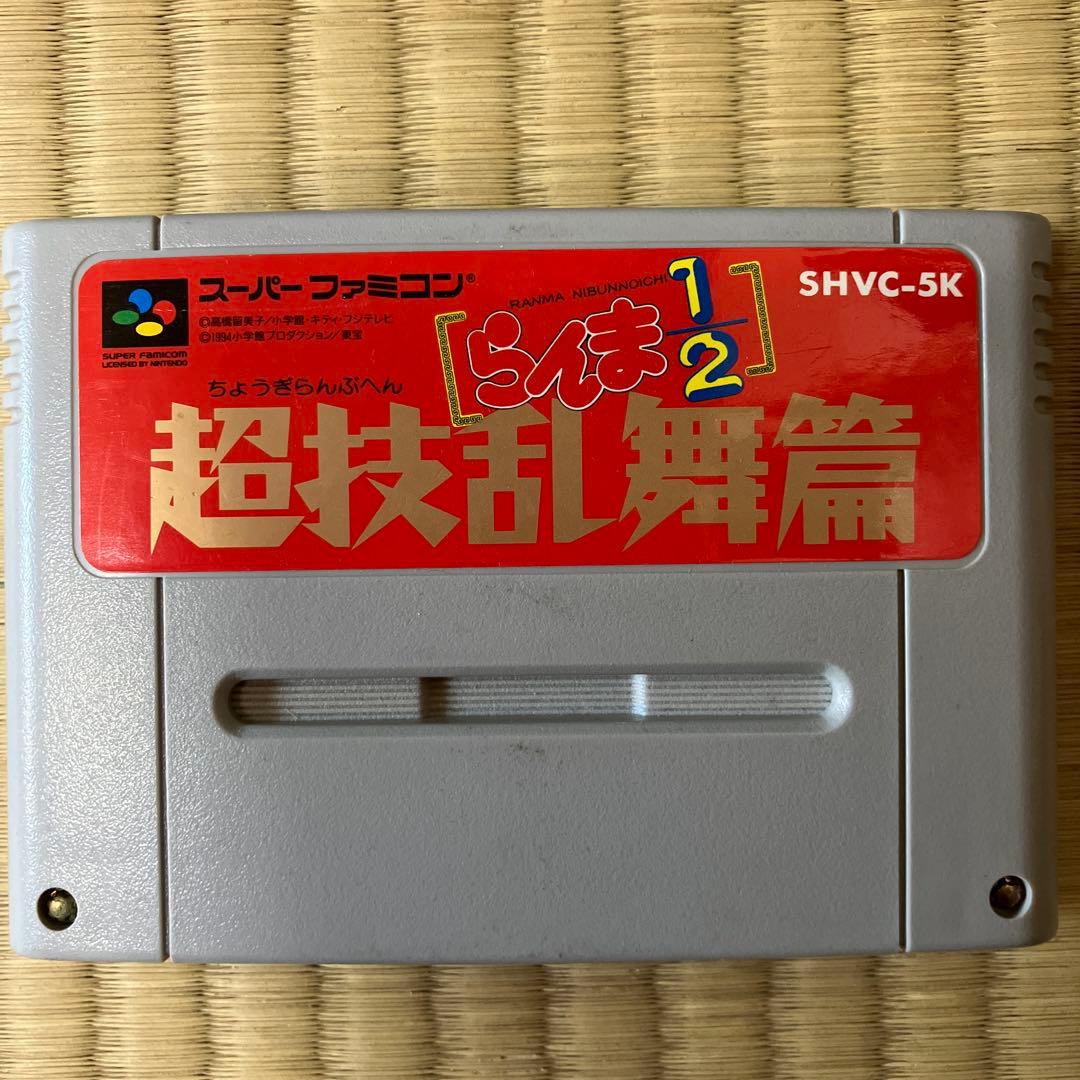 スーパーファミコン®
SHVC-5K
SUPER FAMICOM
LICENSED BY NINTENDO
©高橋留美子/小学館・キティ・フジテレビ
©1994小学館プロダクション/東宝
RANMA NIBUNNOICHI
らんま1/2
ちょうぎらんぶへん
超技乱舞篇